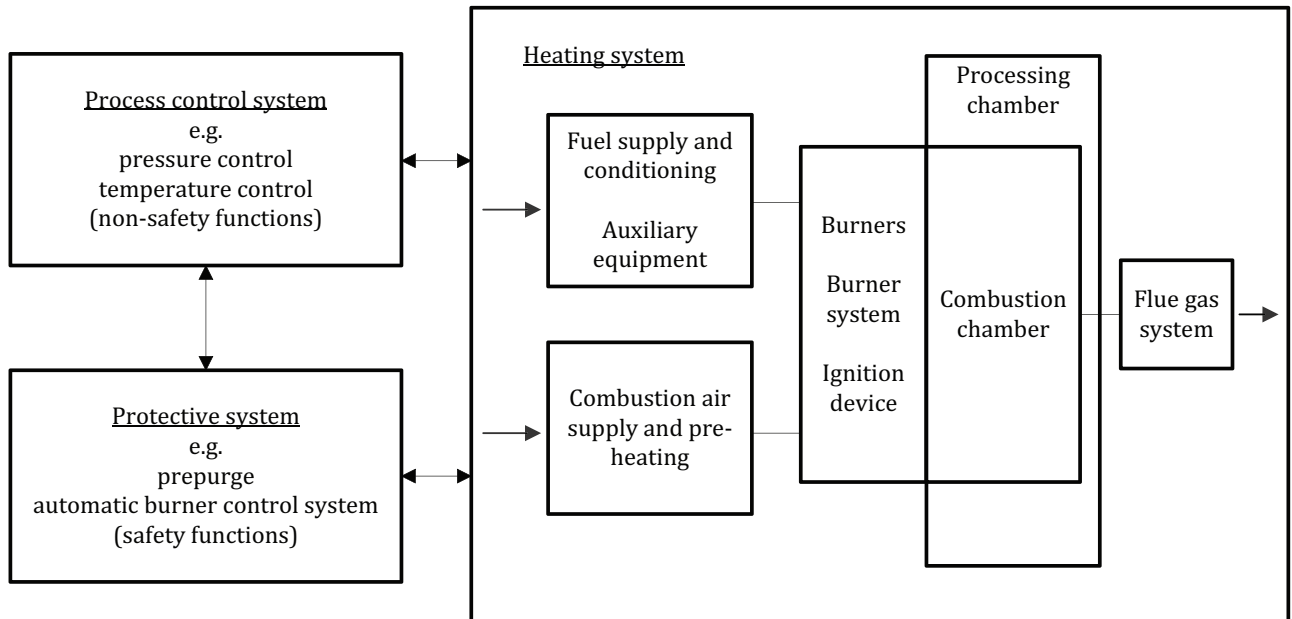 Heating system
Process control system
e.g.
pressure control
temperature control
(non-safety functions)
Protective system
e.g.
prepurge
automatic burner control system
(safety functions)
Fuel supply and
conditioning
Auxiliary
equipment
Combustion air
supply and pre-
heating
Burners
Burner
system
Ignition
device
Processing
chamber
Combustion
chamber
Flue gas
system